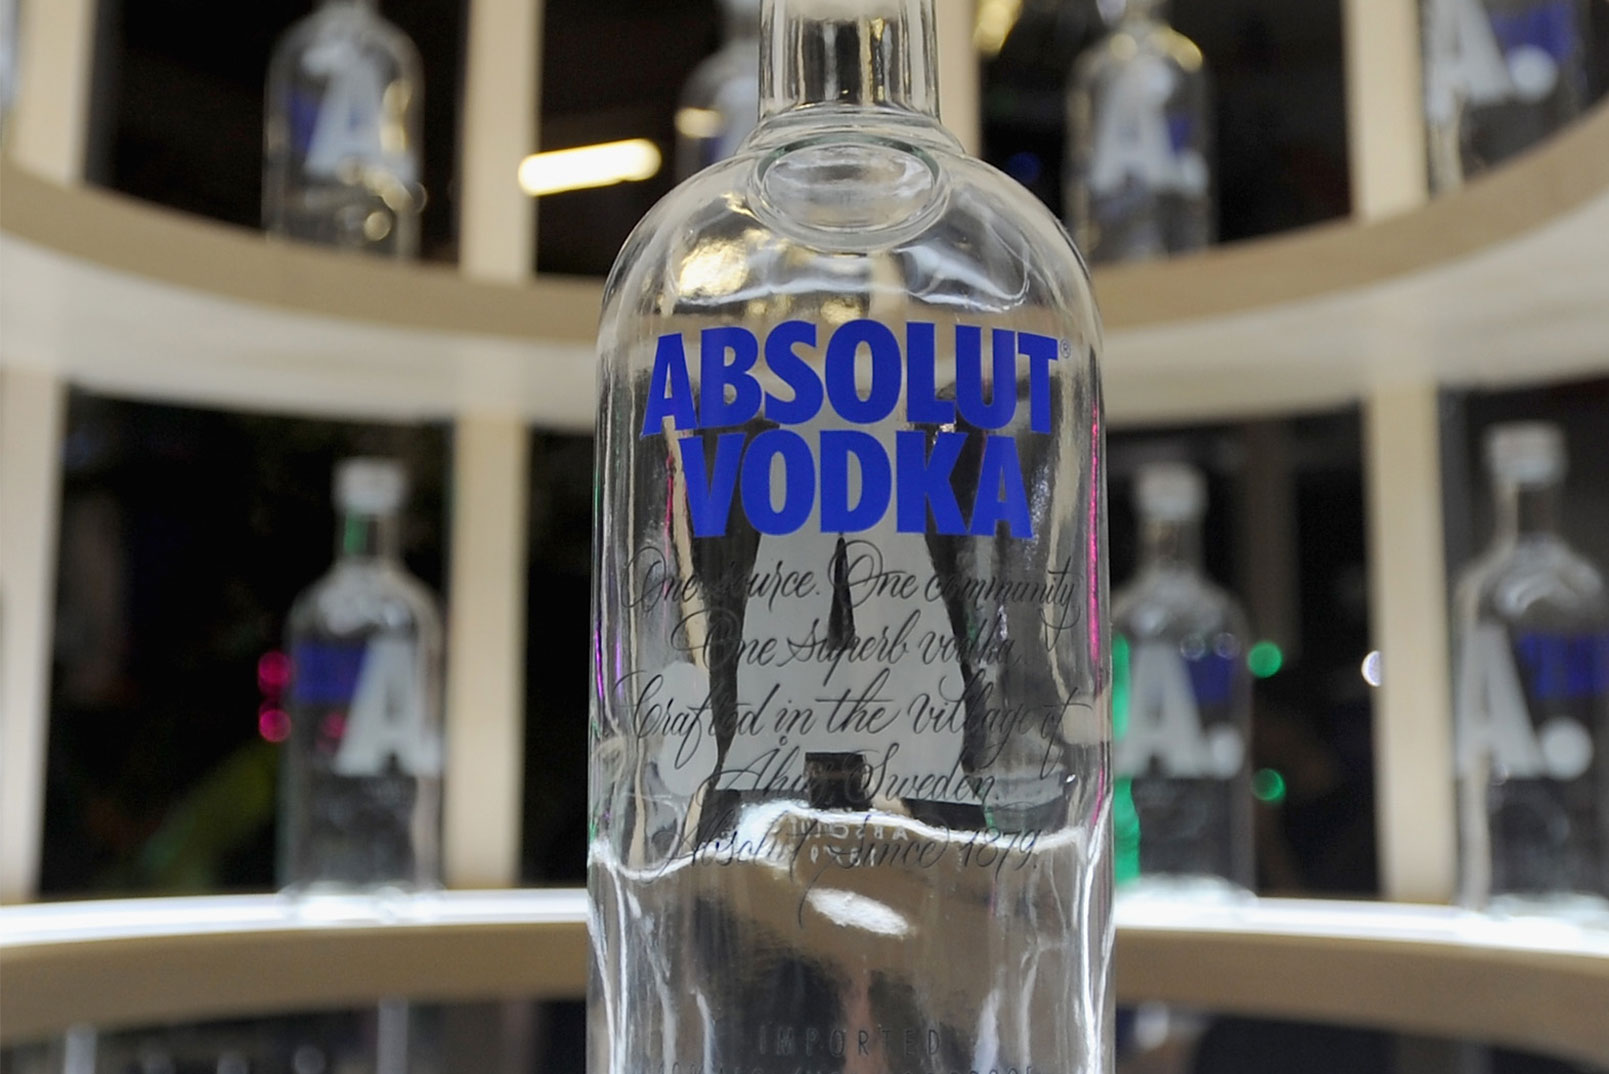 ABSOLUT®
VODKA
One source. One community
One superb vodka
Crafted in the village of
Åhus, Sweden.
Absolut since 1879.
IMPORTED
A.
A.
A.
A.
A.
A.